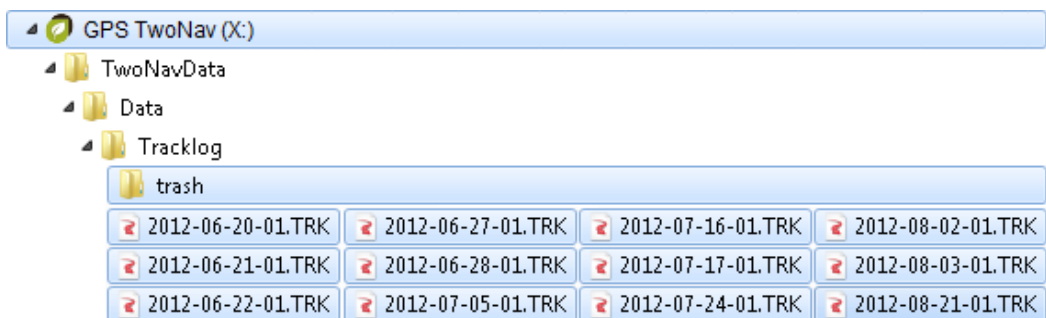 GPS TwoNav (X:)
TwoNavData
Data
Tracklog
trash
2012-06-20-01.TRK 2012-06-27-01.TRK 2012-07-16-01.TRK 2012-08-02-01.TRK
2012-06-21-01.TRK 2012-06-28-01.TRK 2012-07-17-01.TRK 2012-08-03-01.TRK
2012-06-22-01.TRK 2012-07-05-01.TRK 2012-07-24-01.TRK 2012-08-21-01.TRK